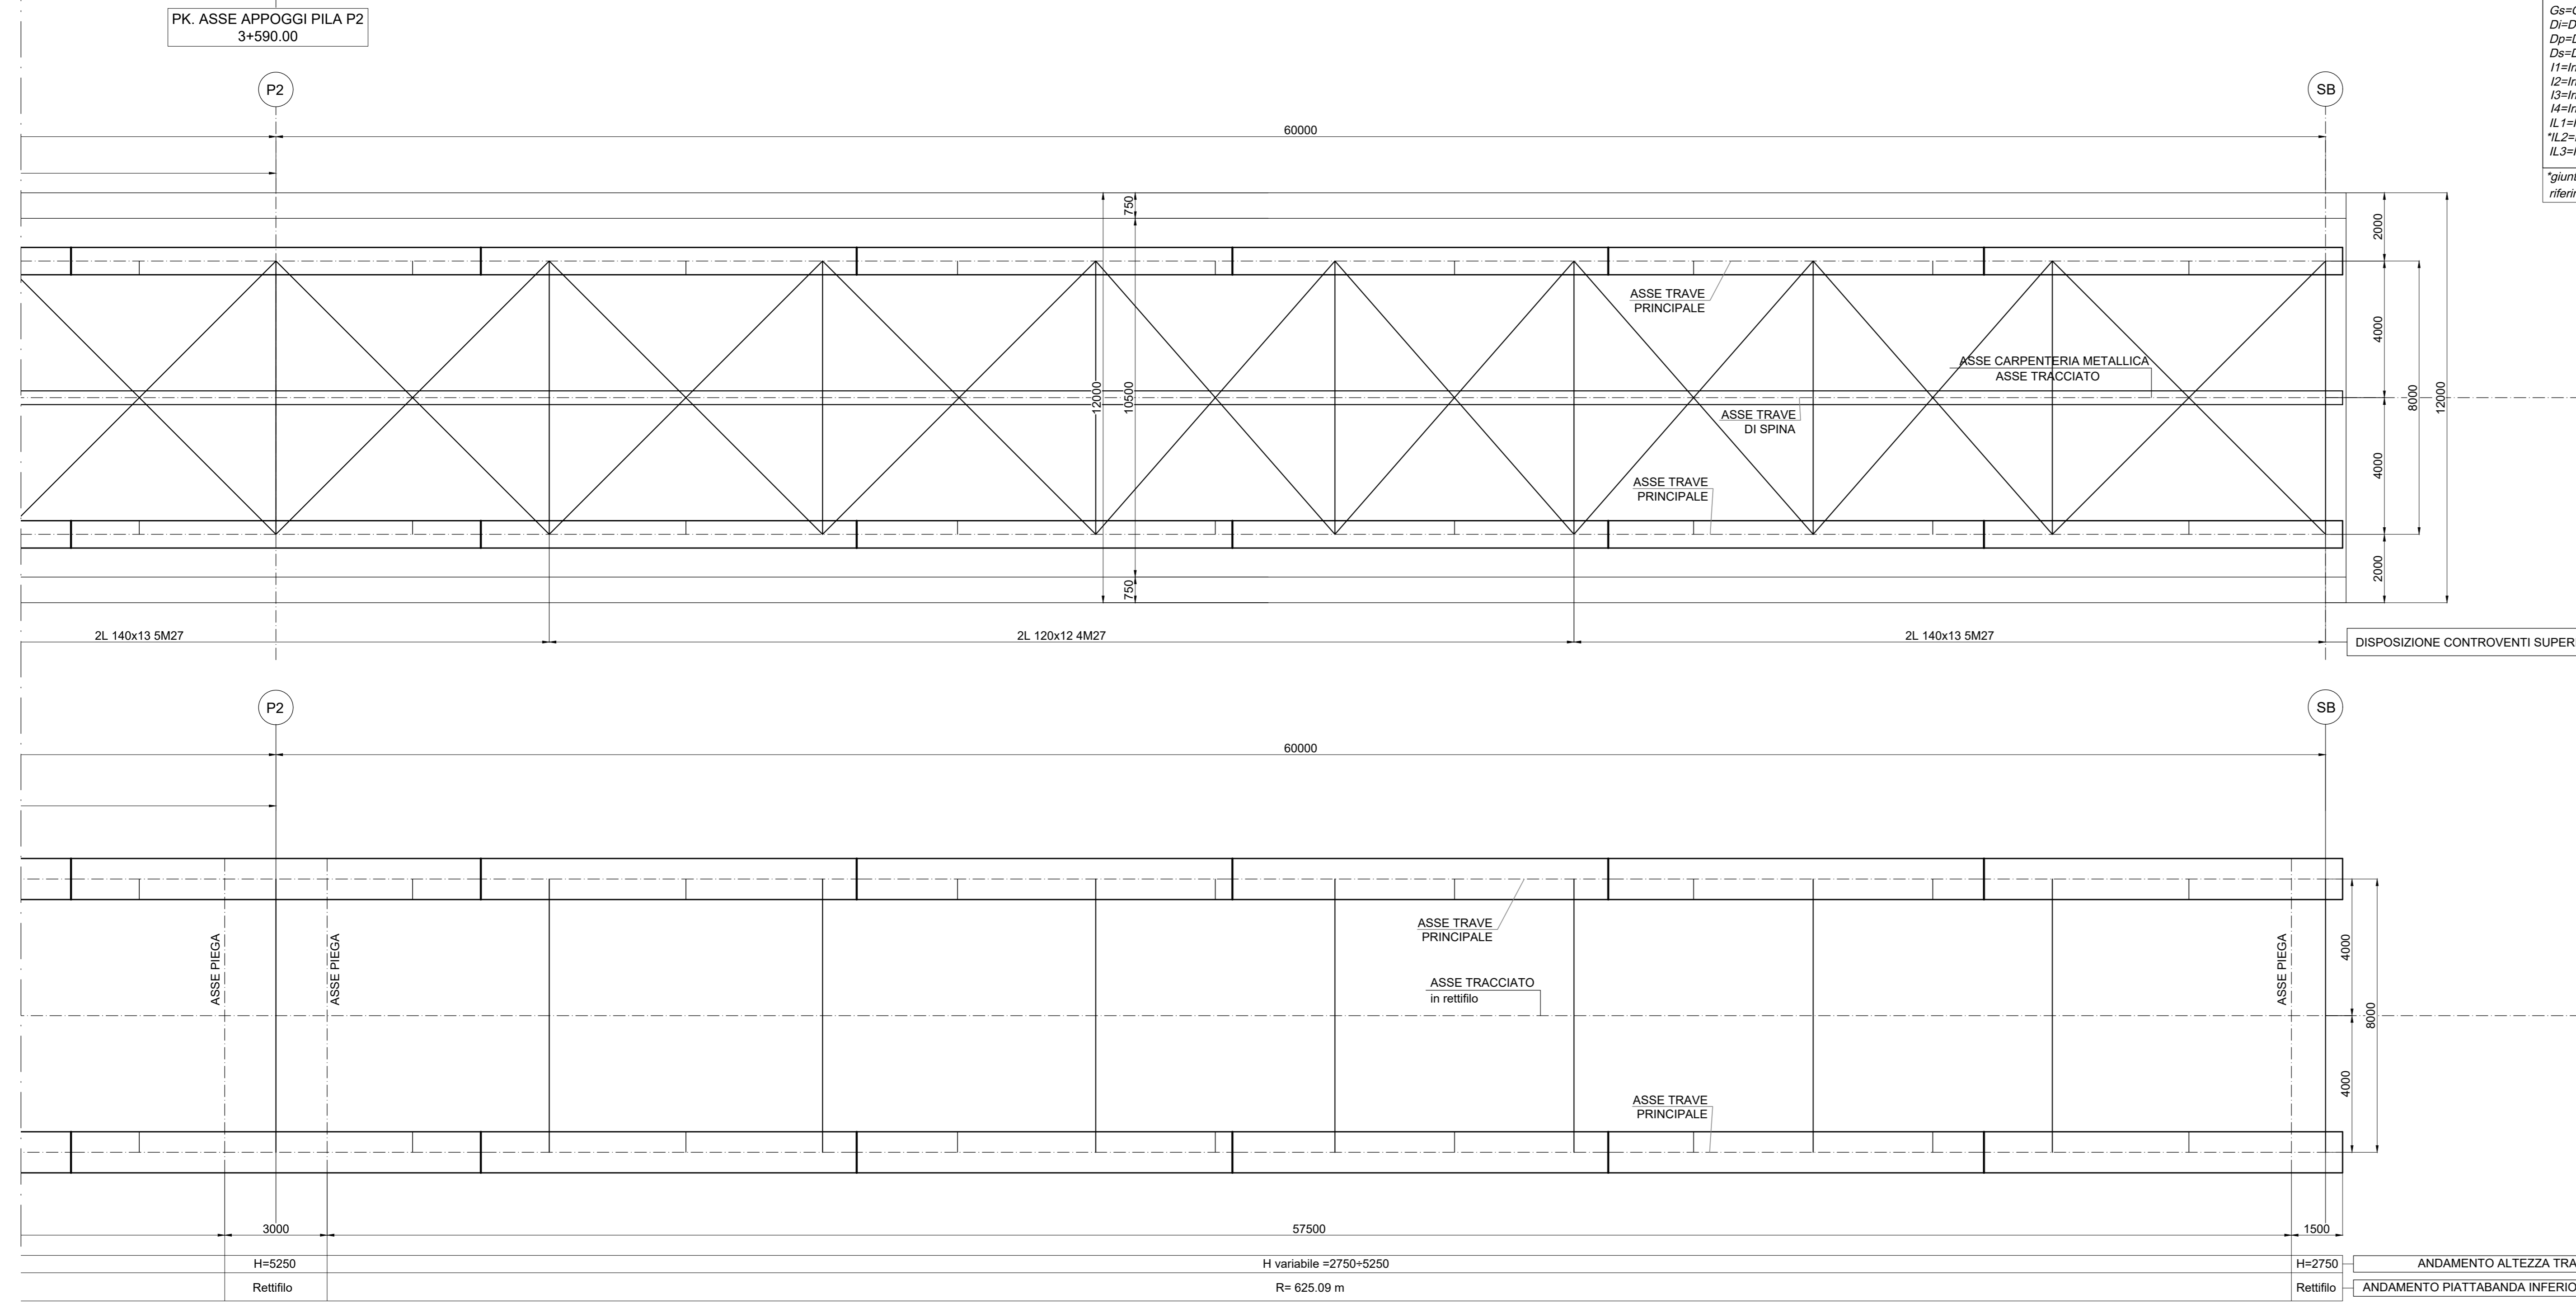 PK. ASSE APPOGGI PILA P2
3+590.00
P2
SB
60000
750
2000
ASSE TRAVE
PRINCIPALE
4000
ASSE CARPENTERIA METALLICA
ASSE TRACCIATO
12000
10500
8000
12000
ASSE TRAVE
DI SPINA
4000
ASSE TRAVE
PRINCIPALE
2000
750
2L 140x13 5M27
2L 120x12 4M27
2L 140x13 5M27
DISPOSIZIONE CONTROVENTI
P2
SB
60000
ASSE TRAVE
PRINCIPALE
ASSE PIEGA
ASSE PIEGA
ASSE PIEGA
4000
ASSE TRACCIATO
in rettifilo
8000
4000
ASSE TRAVE
PRINCIPALE
3000
57500
1500
H=5250
H variabile =2750÷5250
H=2750
ANDAMENTO ALTEZZA
Rettifilo
R= 625.09 m
Rettifilo
ANDAMENTO PIATTABANDA